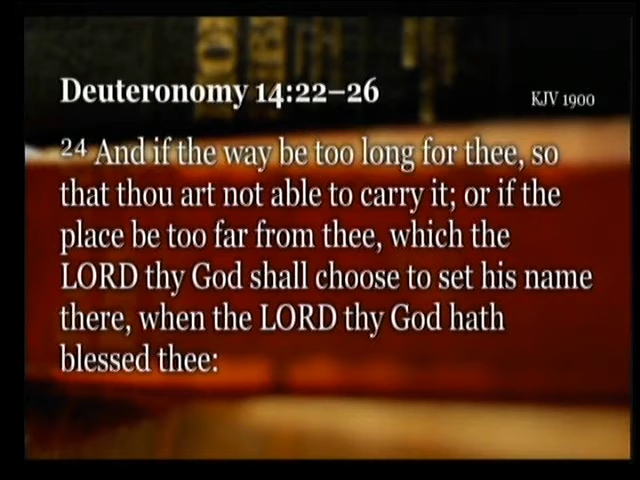 Deuteronomy 14:22–26
KJV 1900
24 And if the way be too long for thee, so
that thou art not able to carry it; or if the
place be too far from thee, which the
LORD thy God shall choose to set his name
there, when the LORD thy God hath
blessed thee: